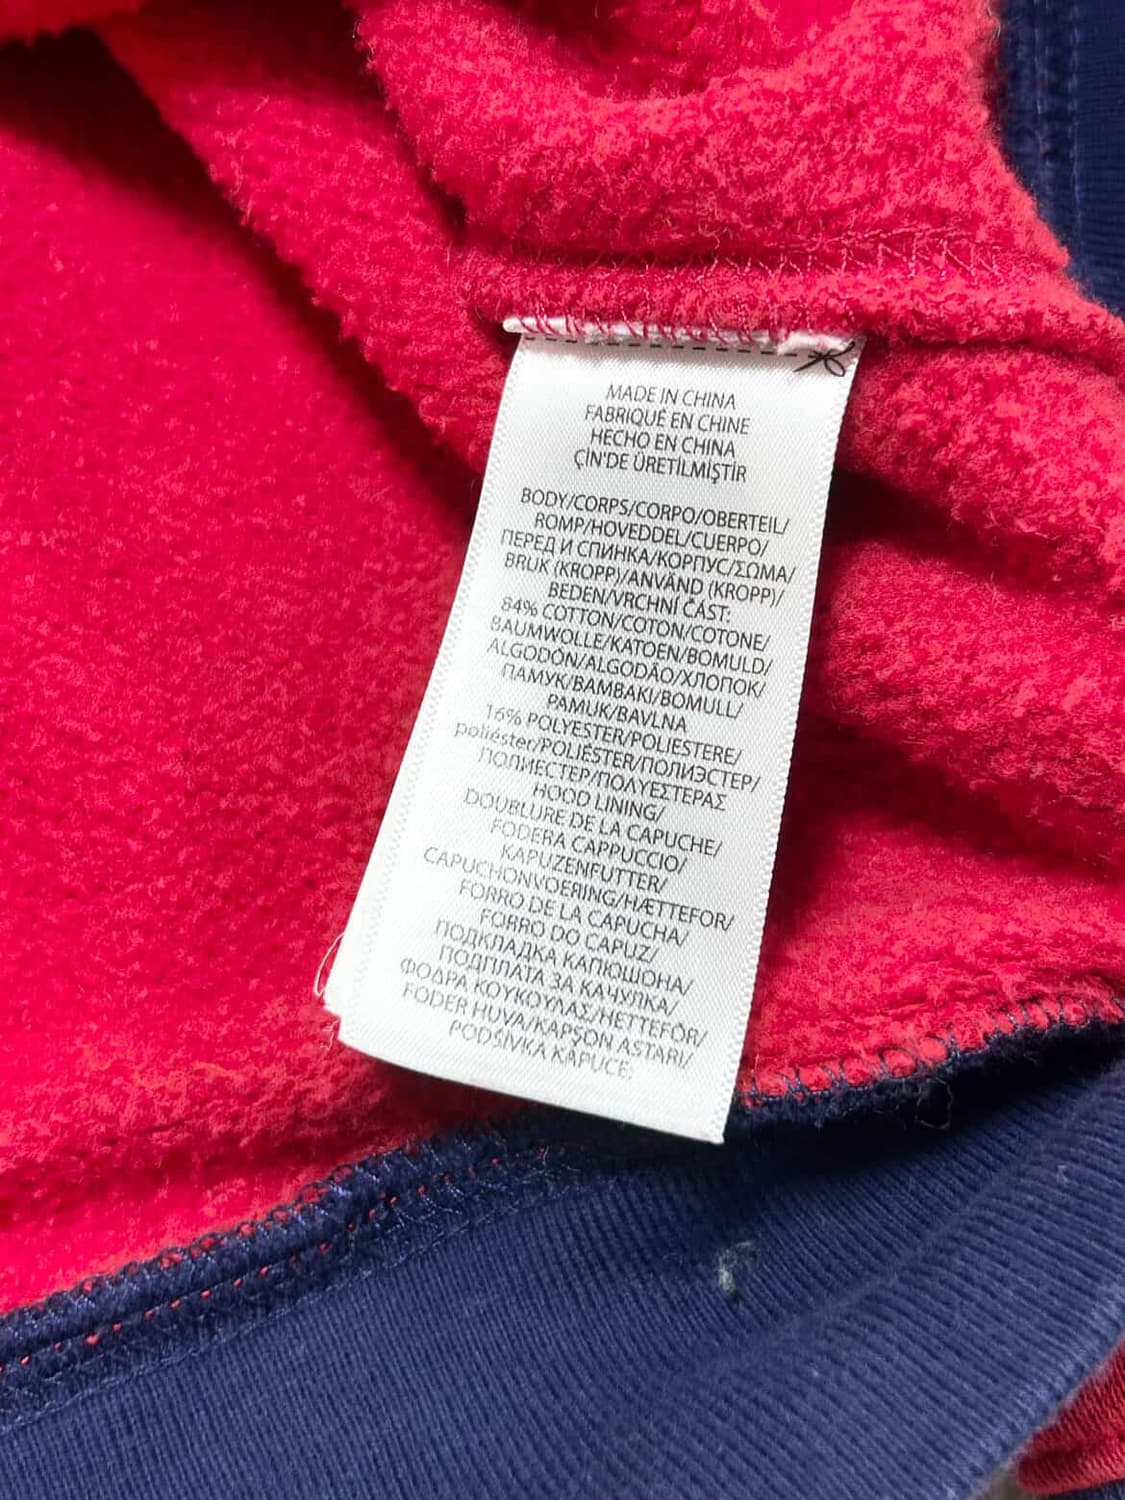 MADE IN CHINA
FABRIQUÉ EN CHINE
HECHO EN CHINA
ÇİN'DE ÜRETİLMİŞTİR
BODY/CORPS/CORPO/OBERTEIL/
ROMP/HOVEDDEL/CUERPO/
ПЕРЕД И СПИНКА/КОРПУС/ΣΩΜΑ/
BRUK (KROPP)/ANVÄND (KROPP)/
BEDEN/VRCHNÍ ČÁST:
84% COTTON/COTON/COTONE/
BAUMWOLLE/KATOEN/BOMULD/
ALGODÓN/ALGODÃO/ХЛОПОК/
ПАМУК/ΒΑΜΒΑΚΙ/BOMULL/
PAMUK/BAVLNA
16% POLYESTER/POLIESTERE/
poliéster/POLIÉSTER/ПОЛИЭСТЕР/
ПОЛИЕСТЕР/ΠΟΛΥΕΣΤΕΡΑΣ
HOOD LINING/
DOUBLURE DE LA CAPUCHE/
FODERA CAPPUCCIO/
KAPUZENFUTTER/
CAPUCHONVOERING/HÆTTEFOR/
FORRO DE LA CAPUCHA/
FORRO DO CAPUZ/
ПОДКЛАДКА КАПЮШОНА/
ПОДПЛАТА ЗА КАЧУЛКА/
ΦΟΔΡΑ ΚΟΥΚΟΥΛΑΣ/HETTEFÔR/
FODER HUVA/KAPŞON ASTARI/
PODŠÍVKA KAPUCE: